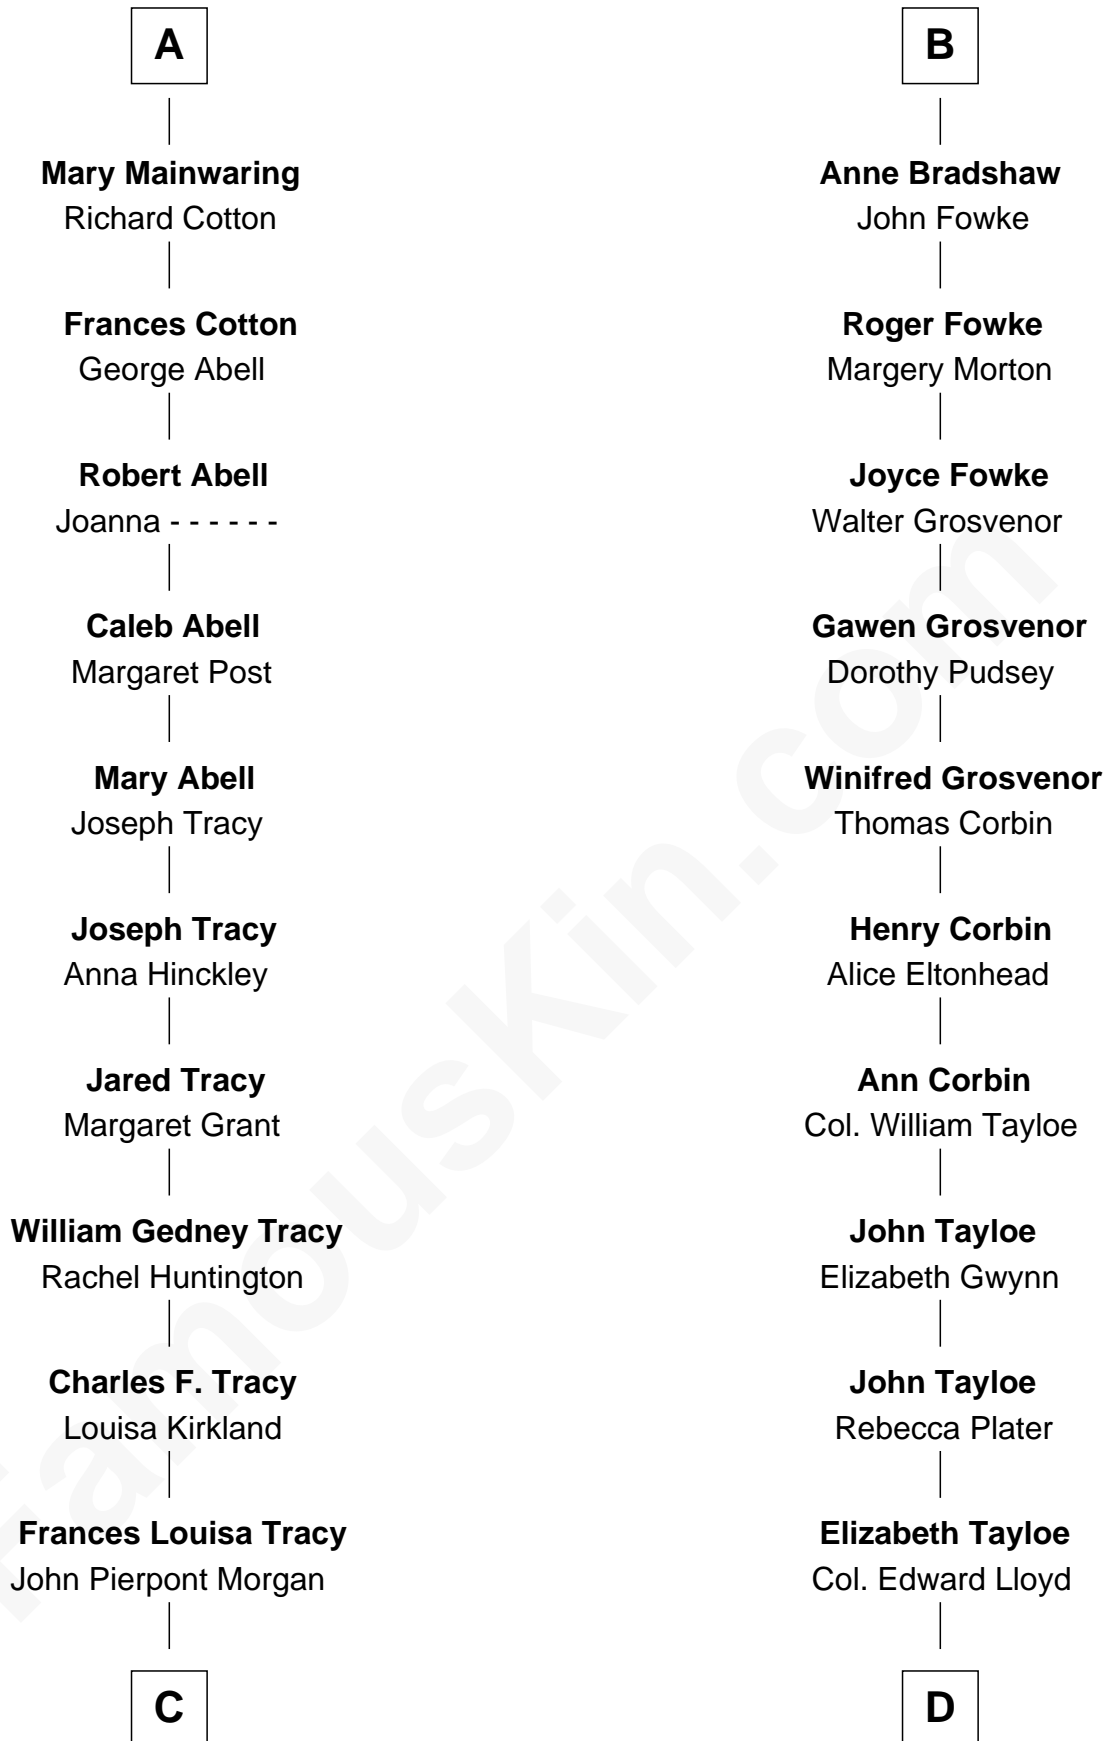 A
Mary Mainwaring
Richard Cotton
Frances Cotton
George Abell
Robert Abell
Joanna - - - - - -
Caleb Abell
Margaret Post
Mary Abell
Joseph Tracy
Joseph Tracy
Anna Hinckley
Jared Tracy
Margaret Grant
William Gedney Tracy
Rachel Huntington
Charles F. Tracy
Louisa Kirkland
Frances Louisa Tracy
John Pierpont Morgan
C
B
Anne Bradshaw
John Fowke
Roger Fowke
Margery Morton
Joyce Fowke
Walter Grosvenor
Gawen Grosvenor
Dorothy Pudsey
Winifred Grosvenor
Thomas Corbin
Henry Corbin
Alice Eltonhead
Ann Corbin
Col. William Tayloe
John Tayloe
Elizabeth Gwynn
John Tayloe
Rebecca Plater
Elizabeth Tayloe
Col. Edward Lloyd
D
FamousKin.com